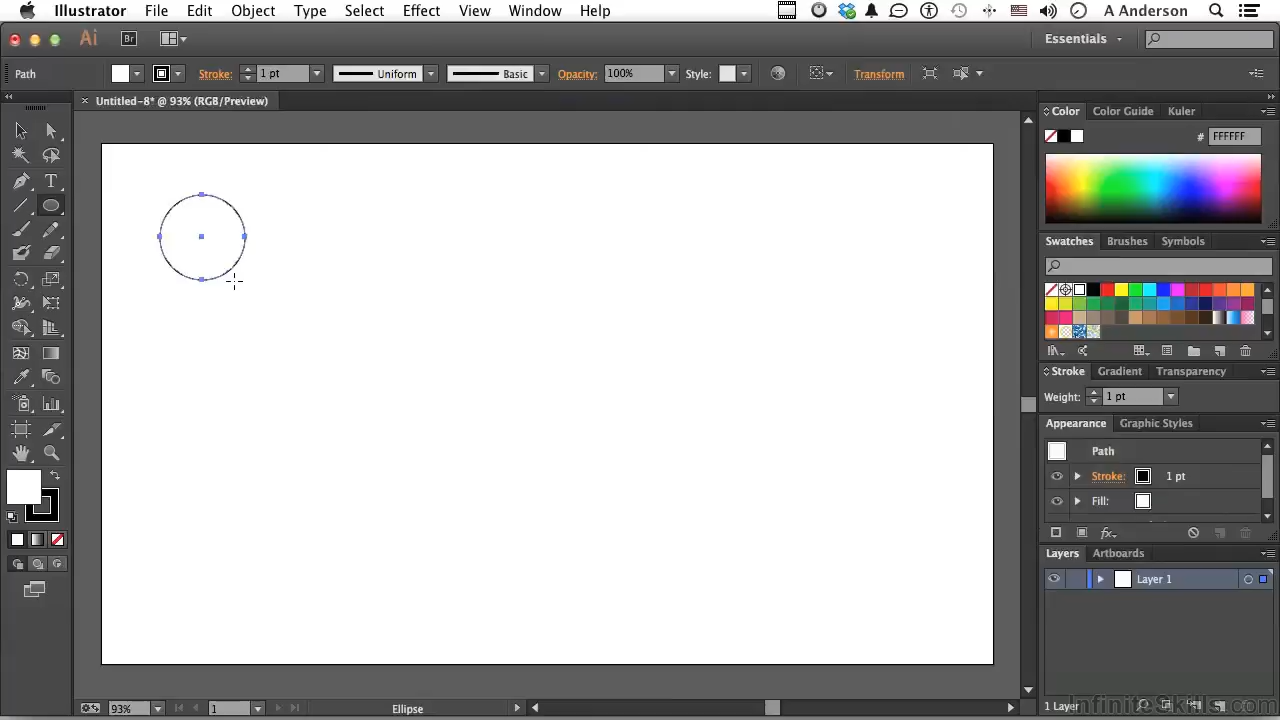 Illustrator File Edit Object Type Select Effect View Window Help A Anderson
Ai Br Essentials
Path Stroke: 1 pt Uniform Basic Opacity: 100% Style: Transform
Untitled-8* @ 93% (RGB/Preview)
Color Color Guide Kuler
# FFFFFF
T
Swatches Brushes Symbols
Stroke Gradient Transparency
Weight: 1 pt
Appearance Graphic Styles
Path
Stroke: 1 pt
Fill:
fx
Layers Artboards
Layer 1
93% 1 Ellipse
1 Layer
InfiniteSkills.com